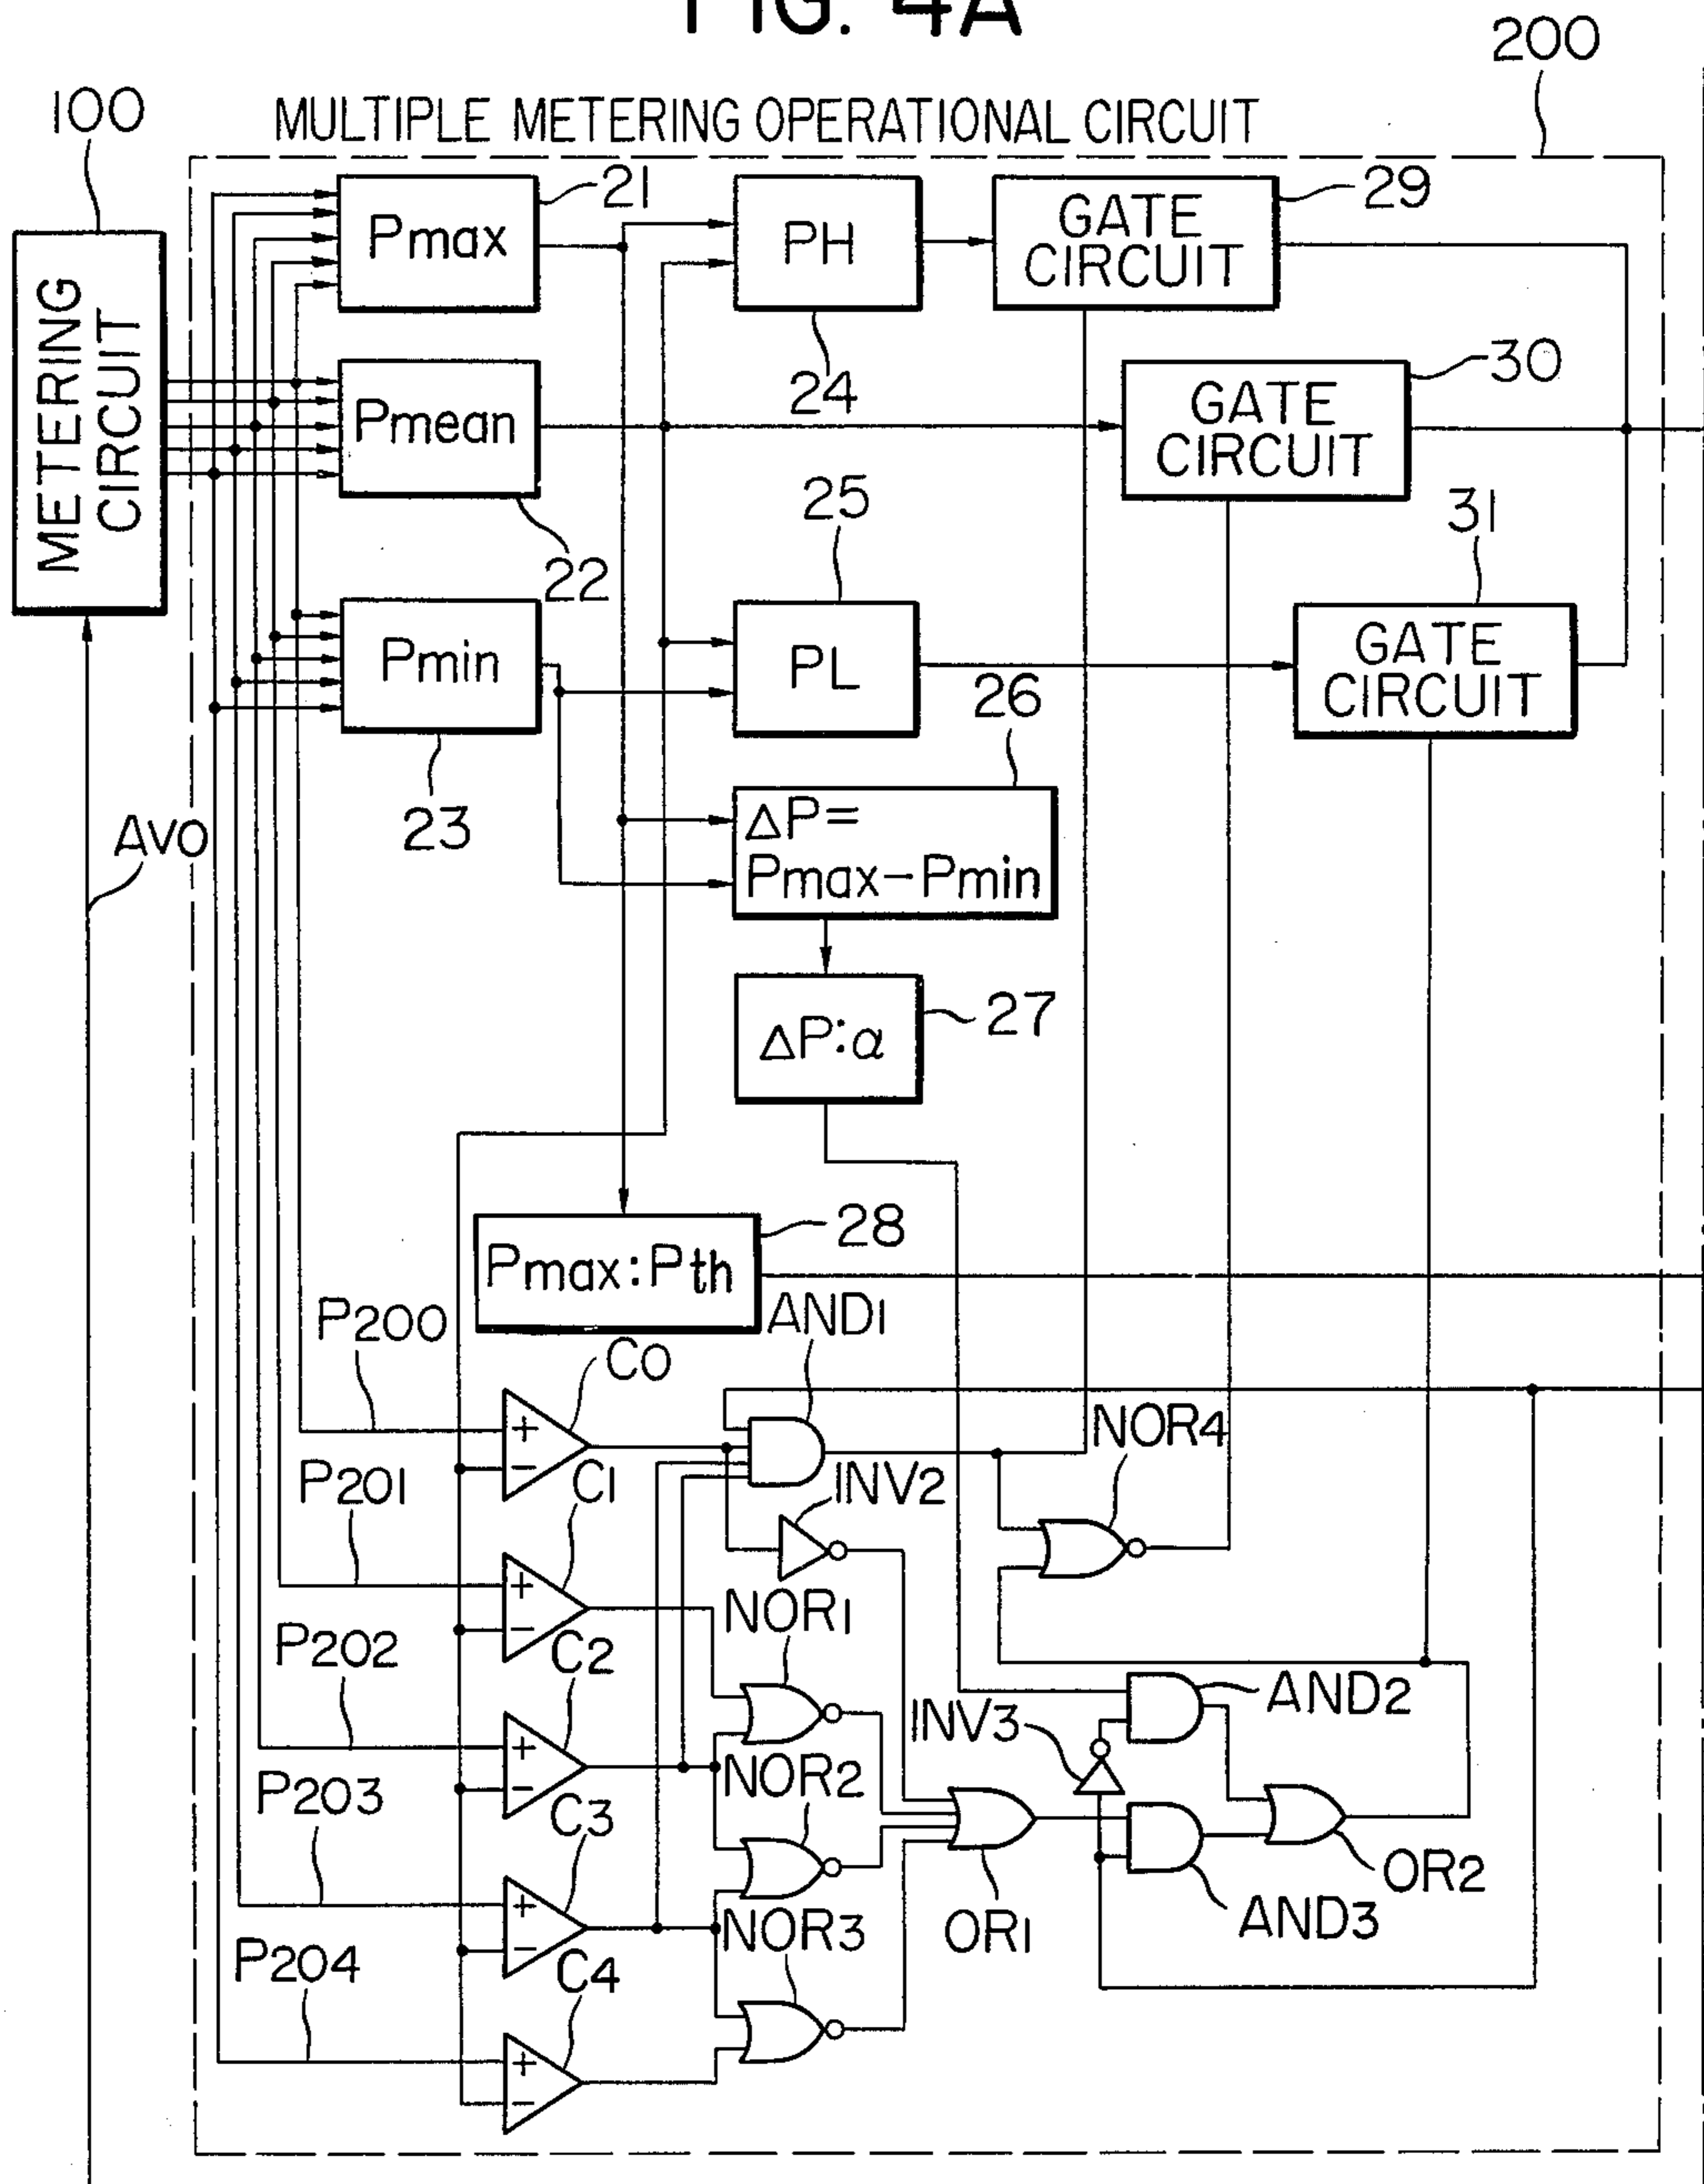 FIG. 4A
200
100
MULTIPLE METERING OPERATIONAL CIRCUIT
METERING
CIRCUIT
Pmax
21
PH
24
GATE
CIRCUIT
29
Pmean
22
GATE
CIRCUIT
30
Pmin
23
25
PL
31
GATE
CIRCUIT
26
ΔP=
Pmax-Pmin
AVO
ΔP:α
27
Pmax:Pth
28
P200
C0
AND1
NOR4
P201
C1
INV2
P202
C2
NOR1
INV3
AND2
P203
C3
NOR2
OR1
AND3
OR2
P204
C4
NOR3
+
−
+
−
+
−
+
−
+
−